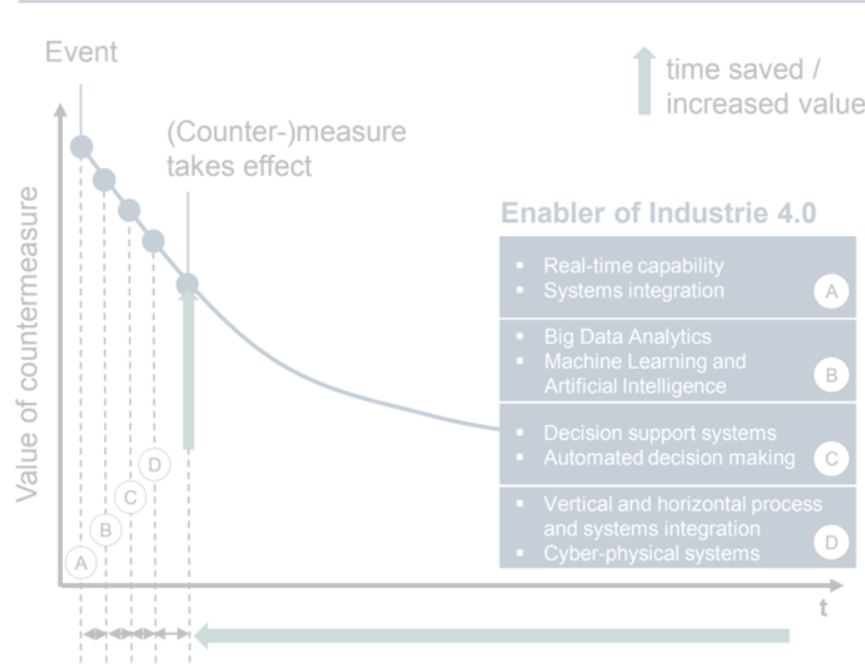 Event
time saved /
increased value
(Counter-)measure
takes effect
Value of countermeasure
Enabler of Industrie 4.0
▪ Real-time capability
▪ Systems integration
A
▪ Big Data Analytics
▪ Machine Learning and
Artificial Intelligence
B
▪ Decision support systems
▪ Automated decision making
C
▪ Vertical and horizontal process
and systems integration
▪ Cyber-physical systems
D
D
C
B
A
t